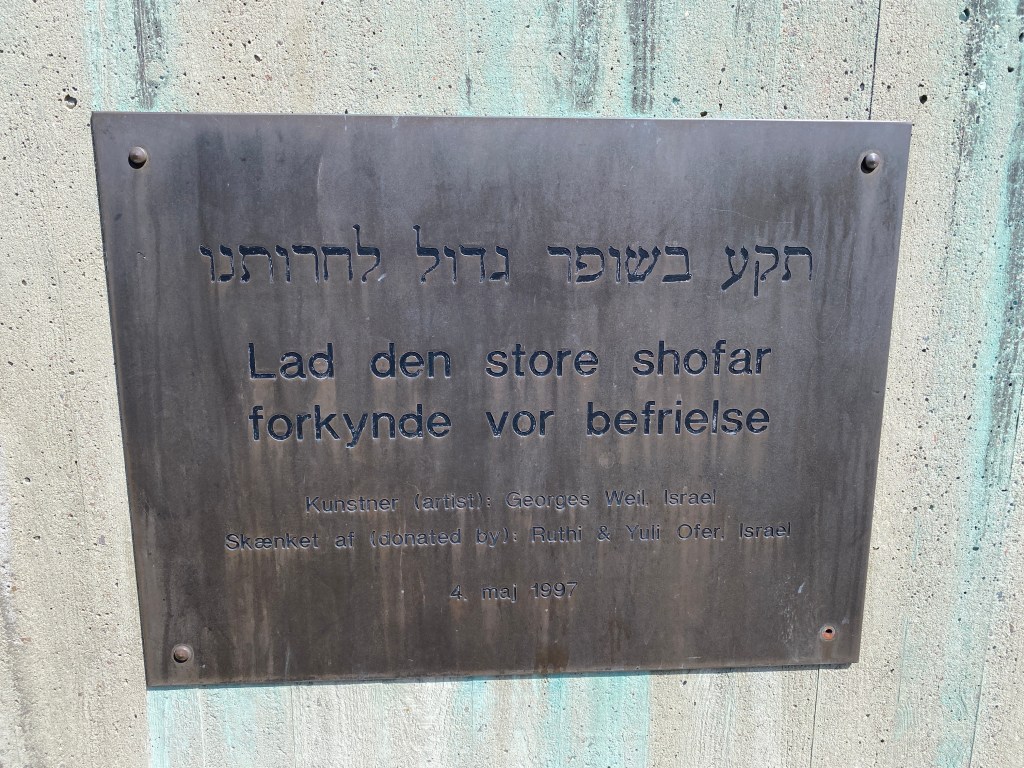 תקע בשופר גדול לחרותנו
Lad den store shofar
forkynde vor befrielse
Kunstner (artist): Georges Weil, Israel
Skænket af (donated by): Ruthi & Yuli Ofer, Israel
4. maj 1997